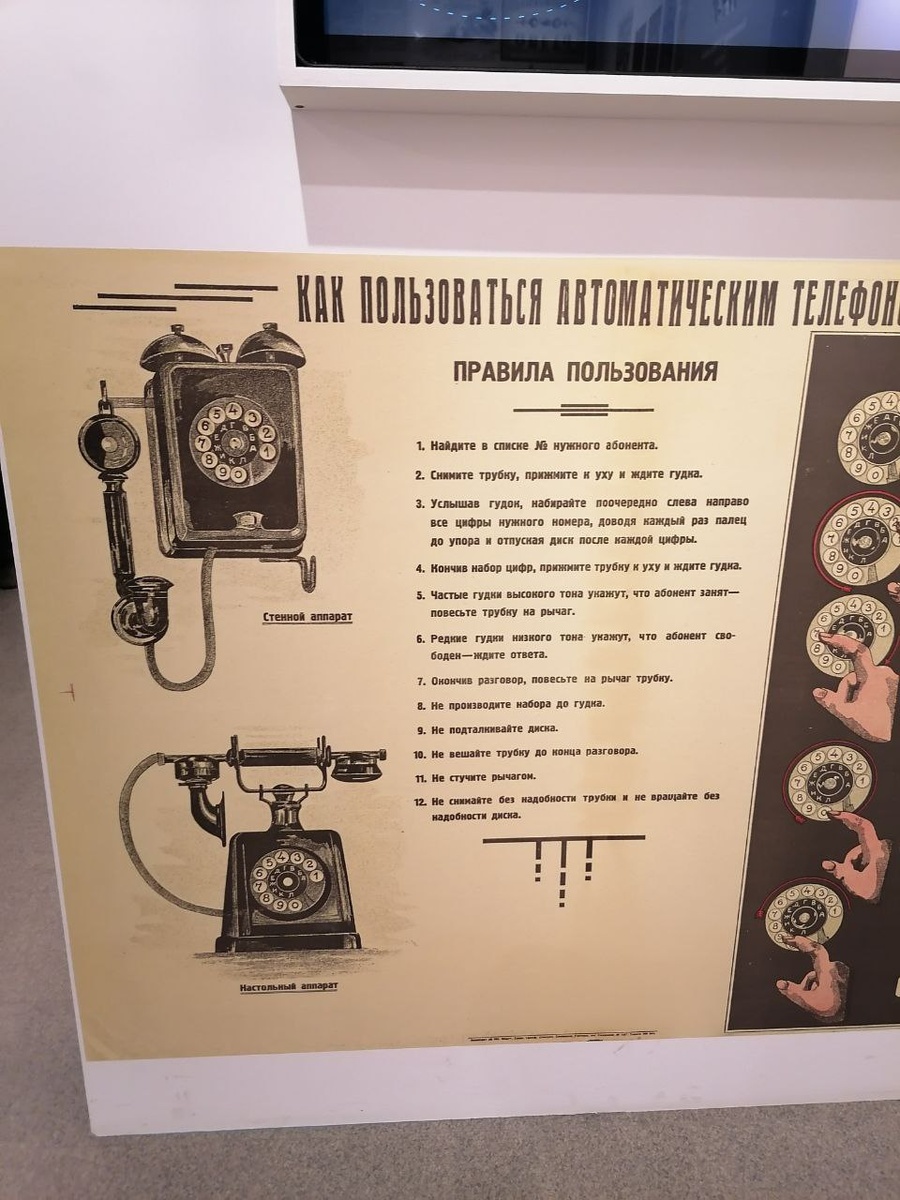 КАК ПОЛЬЗОВАТЬСЯ АВТОМАТИЧЕСКИМ ТЕЛЕФОНО
ПРАВИЛА ПОЛЬЗОВАНИЯ
1. Найдите в списке № нужного абонента.
2. Снимите трубку, прижмите к уху и ждите гудка.
3. Услышав гудок, набирайте поочередно слева направо
все цифры нужного номера, доводя каждый раз палец
до упора и отпуская диск после каждой цифры.
4. Кончив набор цифр, прижмите трубку к уху и ждите гудка.
5. Частые гудки высокого тона укажут, что абонент занят—
повесьте трубку на рычаг.
6. Редкие гудки низкого тона укажут, что абонент сво-
боден—ждите ответа.
7. Окончив разговор, повесьте на рычаг трубку.
8. Не производите набора до гудка.
9. Не подталкивайте диска.
10. Не вешайте трубку до конца разговора.
11. Не стучите рычагом.
12. Не снимайте без надобности трубки и не вращайте без
надобности диска.
Стенной аппарат
Настольный аппарат